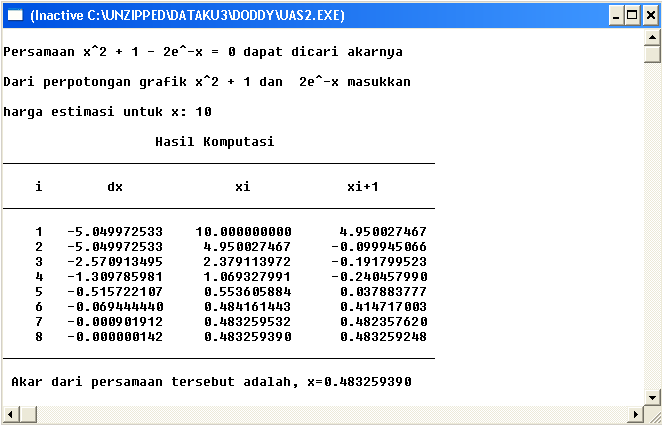 (Inactive C:\UNZIPPED\DATAKU3\DODDY\UAS2.EXE)
Persamaan x^2 + 1 - 2e^-x = 0 dapat dicari akarnya
Dari perpotongan grafik x^2 + 1 dan  2e^-x masukkan
harga estimasi untuk x: 10
Hasil Komputasi
i dx xi xi+1
1 -5.049972533 10.000000000 4.950027467
2 -5.049972533 4.950027467 -0.099945066
3 -2.570913495 2.379113972 -0.191799523
4 -1.309785981 1.069327991 -0.240457990
5 -0.515722107 0.553605884 0.037883777
6 -0.069444440 0.484161443 0.414717003
7 -0.000901912 0.483259532 0.482357620
8 -0.000000142 0.483259390 0.483259248
Akar dari persamaan tersebut adalah, x=0.483259390